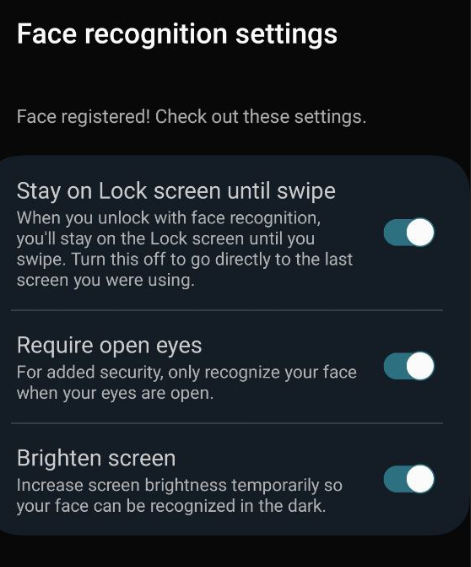 Face recognition settings
Face registered! Check out these settings.
Stay on Lock screen until swipe
When you unlock with face recognition,
you'll stay on the Lock screen until you
swipe. Turn this off to go directly to the last
screen you were using.
Require open eyes
For added security, only recognize your face
when your eyes are open.
Brighten screen
Increase screen brightness temporarily so
your face can be recognized in the dark.